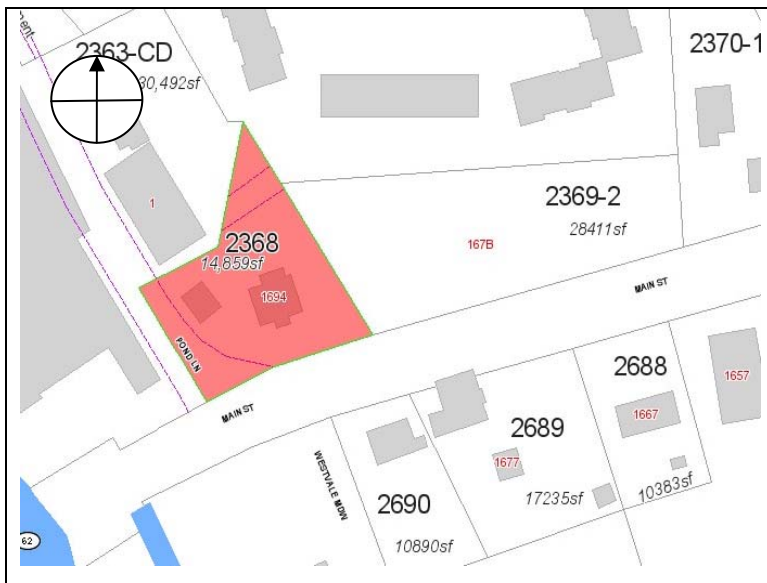 2363-CD
30,492sf
2370-1
1
2369-2
28411sf
167B
2368
14,859sf
1694
MAIN ST
POND LN
MAIN ST
2688
1657
1667
2689
1677
WESTVALE MDW
2690
17235sf
10383sf
10890sf
62